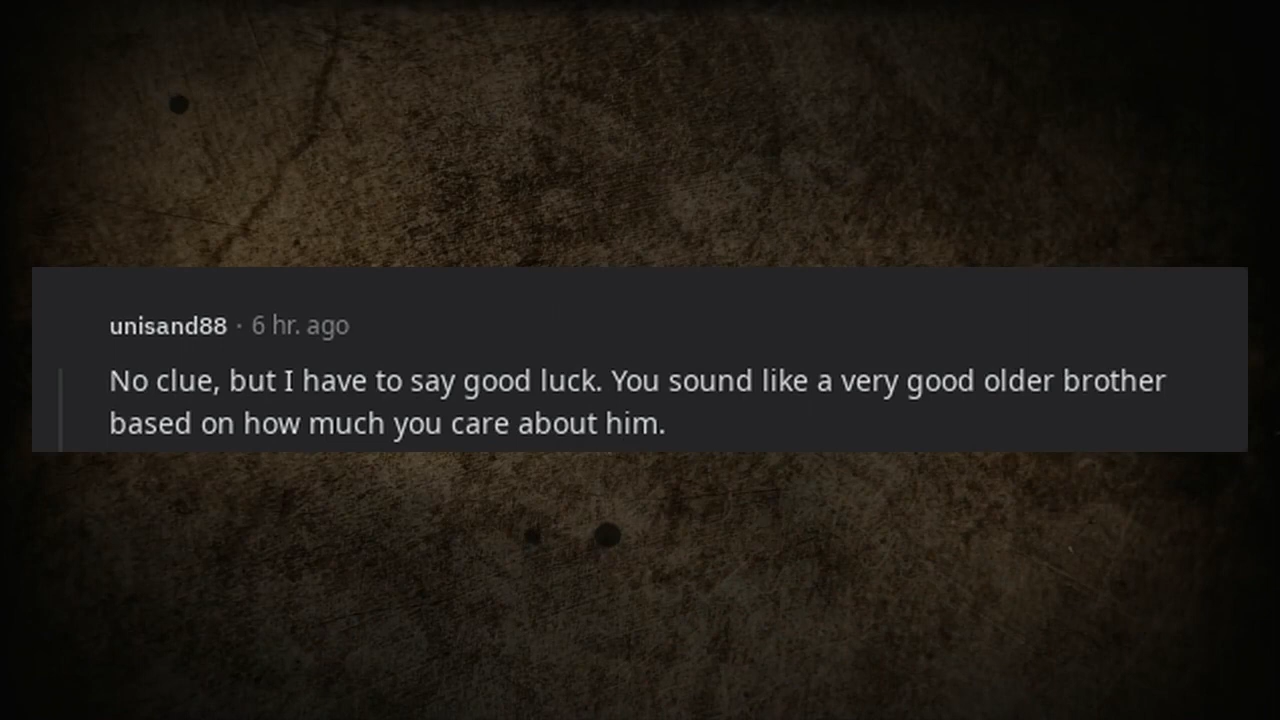 unisand88 · 6 hr. ago
No clue, but I have to say good luck. You sound like a very good older brother
based on how much you care about him.